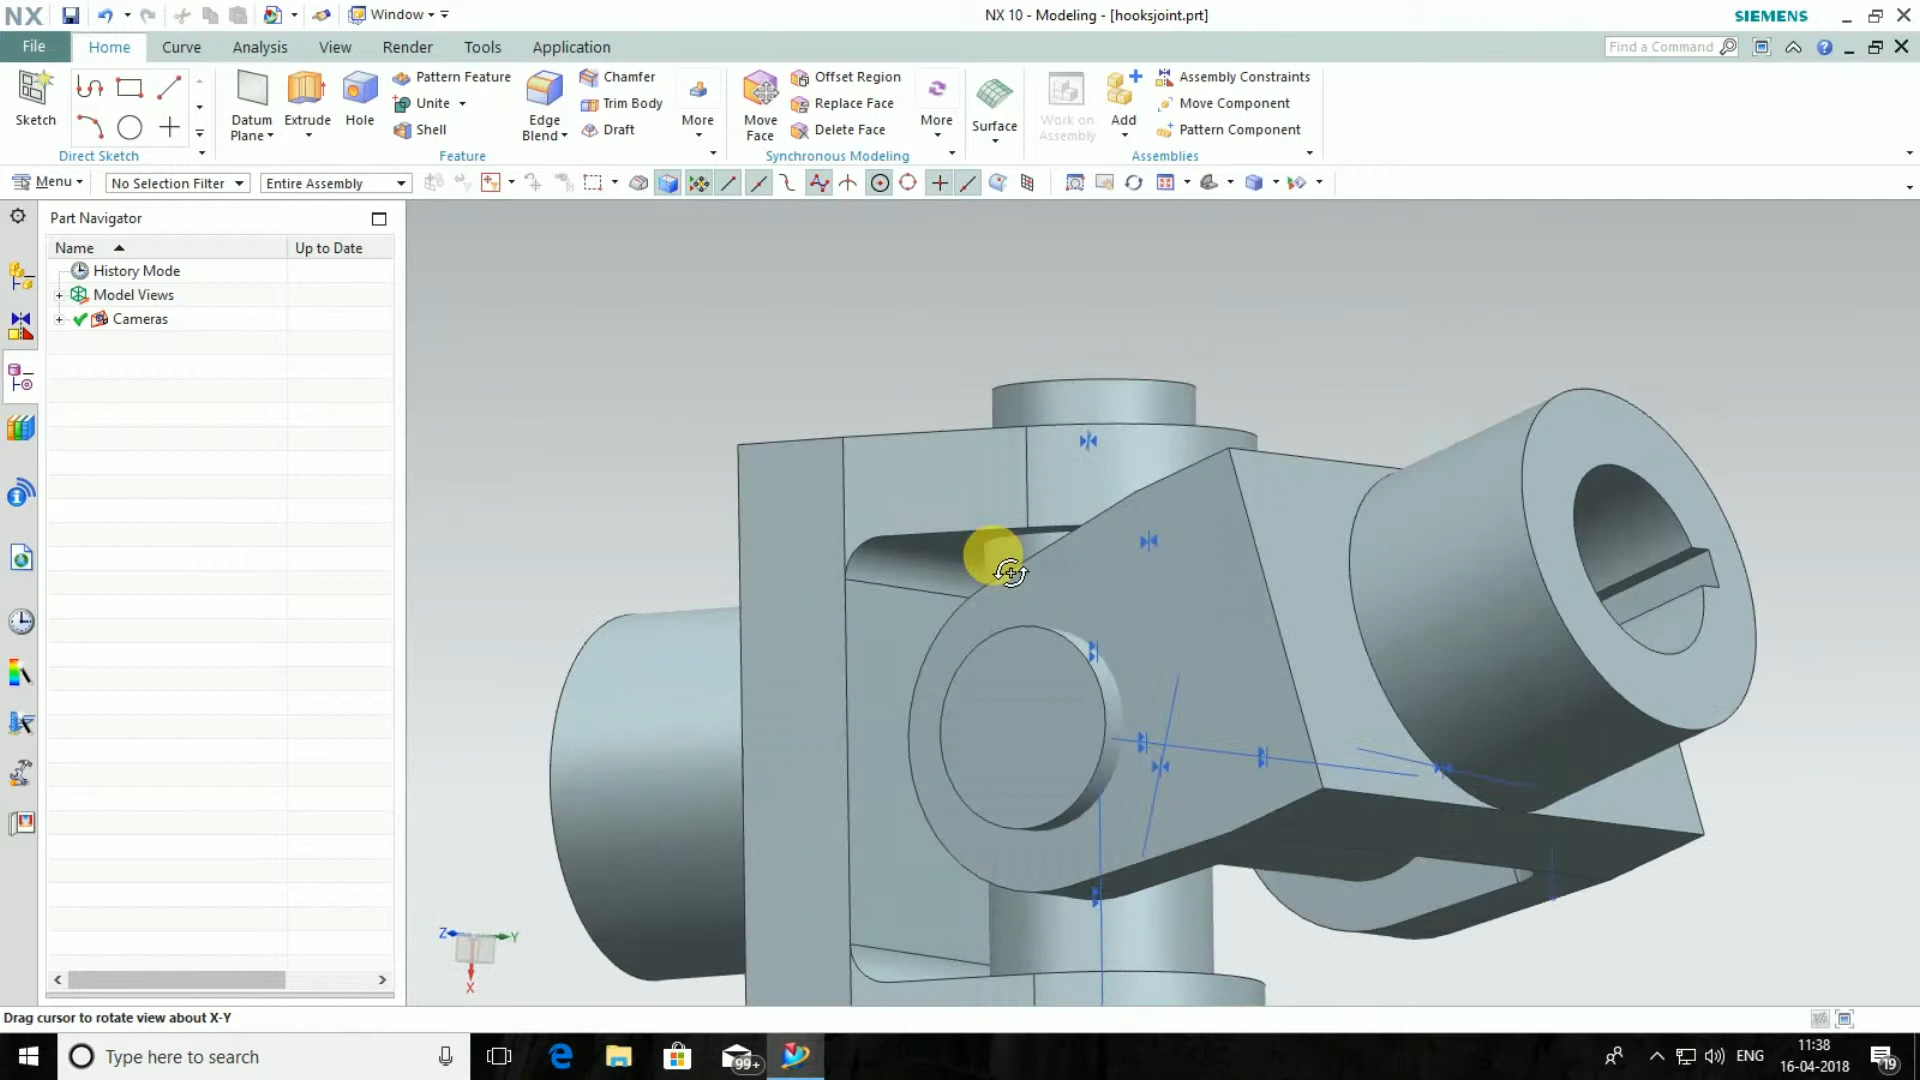 NX
Window
NX 10 - Modeling - [hooksjoint.prt]
SIEMENS
File
Home
Curve
Analysis
View
Render
Tools
Application
Find a Command
Sketch
Direct Sketch
Datum
Plane
Extrude
Hole
Pattern Feature
Unite
Shell
Edge
Blend
Chamfer
Trim Body
Draft
More
Feature
Move
Face
Offset Region
Replace Face
Delete Face
More
Synchronous Modeling
Surface
Work on
Assembly
Add
Assembly Constraints
Move Component
Pattern Component
Assemblies
Menu
No Selection Filter
Entire Assembly
Part Navigator
Name
Up to Date
History Mode
Model Views
Cameras
Z
Y
X
Drag cursor to rotate view about X-Y
Type here to search
99+
ENG
11:38
16-04-2018
19